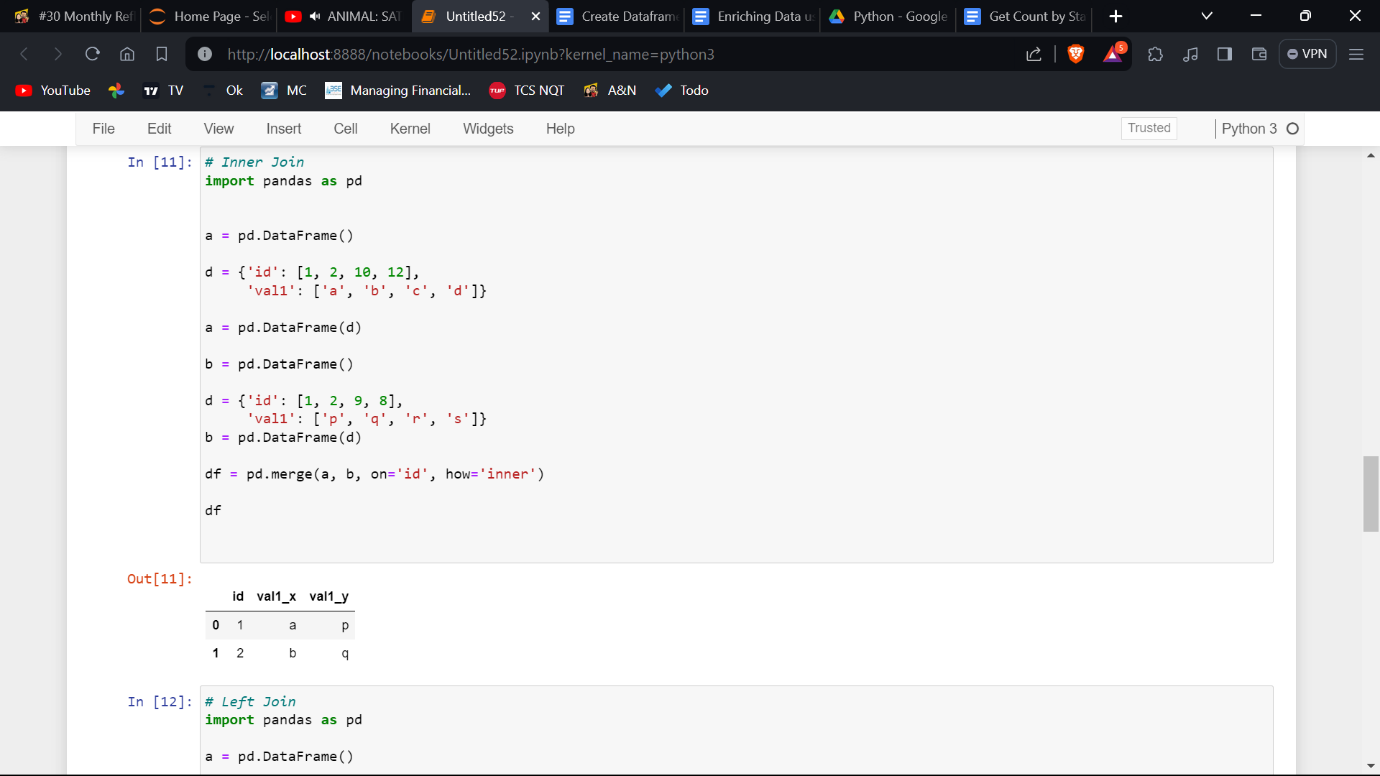 #30 Monthly Ref
Home Page - Sel
ANIMAL: SAT
Untitled52 -
Create Datafram
Enriching Data u
Python - Google
Get Count by Sta
http://localhost:8888/notebooks/Untitled52.ipynb?kernel_name=python3
5
VPN
YouTube
TV
Ok
MC
Managing Financial...
TCS NQT
A&N
Todo
File Edit View Insert Cell Kernel Widgets Help
Trusted
Python 3
In [11]: # Inner Join
import pandas as pd
a = pd.DataFrame()
d = {'id': [1, 2, 10, 12],
'val1': ['a', 'b', 'c', 'd']}
a = pd.DataFrame(d)
b = pd.DataFrame()
d = {'id': [1, 2, 9, 8],
'val1': ['p', 'q', 'r', 's']}
b = pd.DataFrame(d)
df = pd.merge(a, b, on='id', how='inner')
df
Out[11]:
id val1_x val1_y
0 1 a p
1 2 b q
In [12]: # Left Join
import pandas as pd
a = pd.DataFrame()